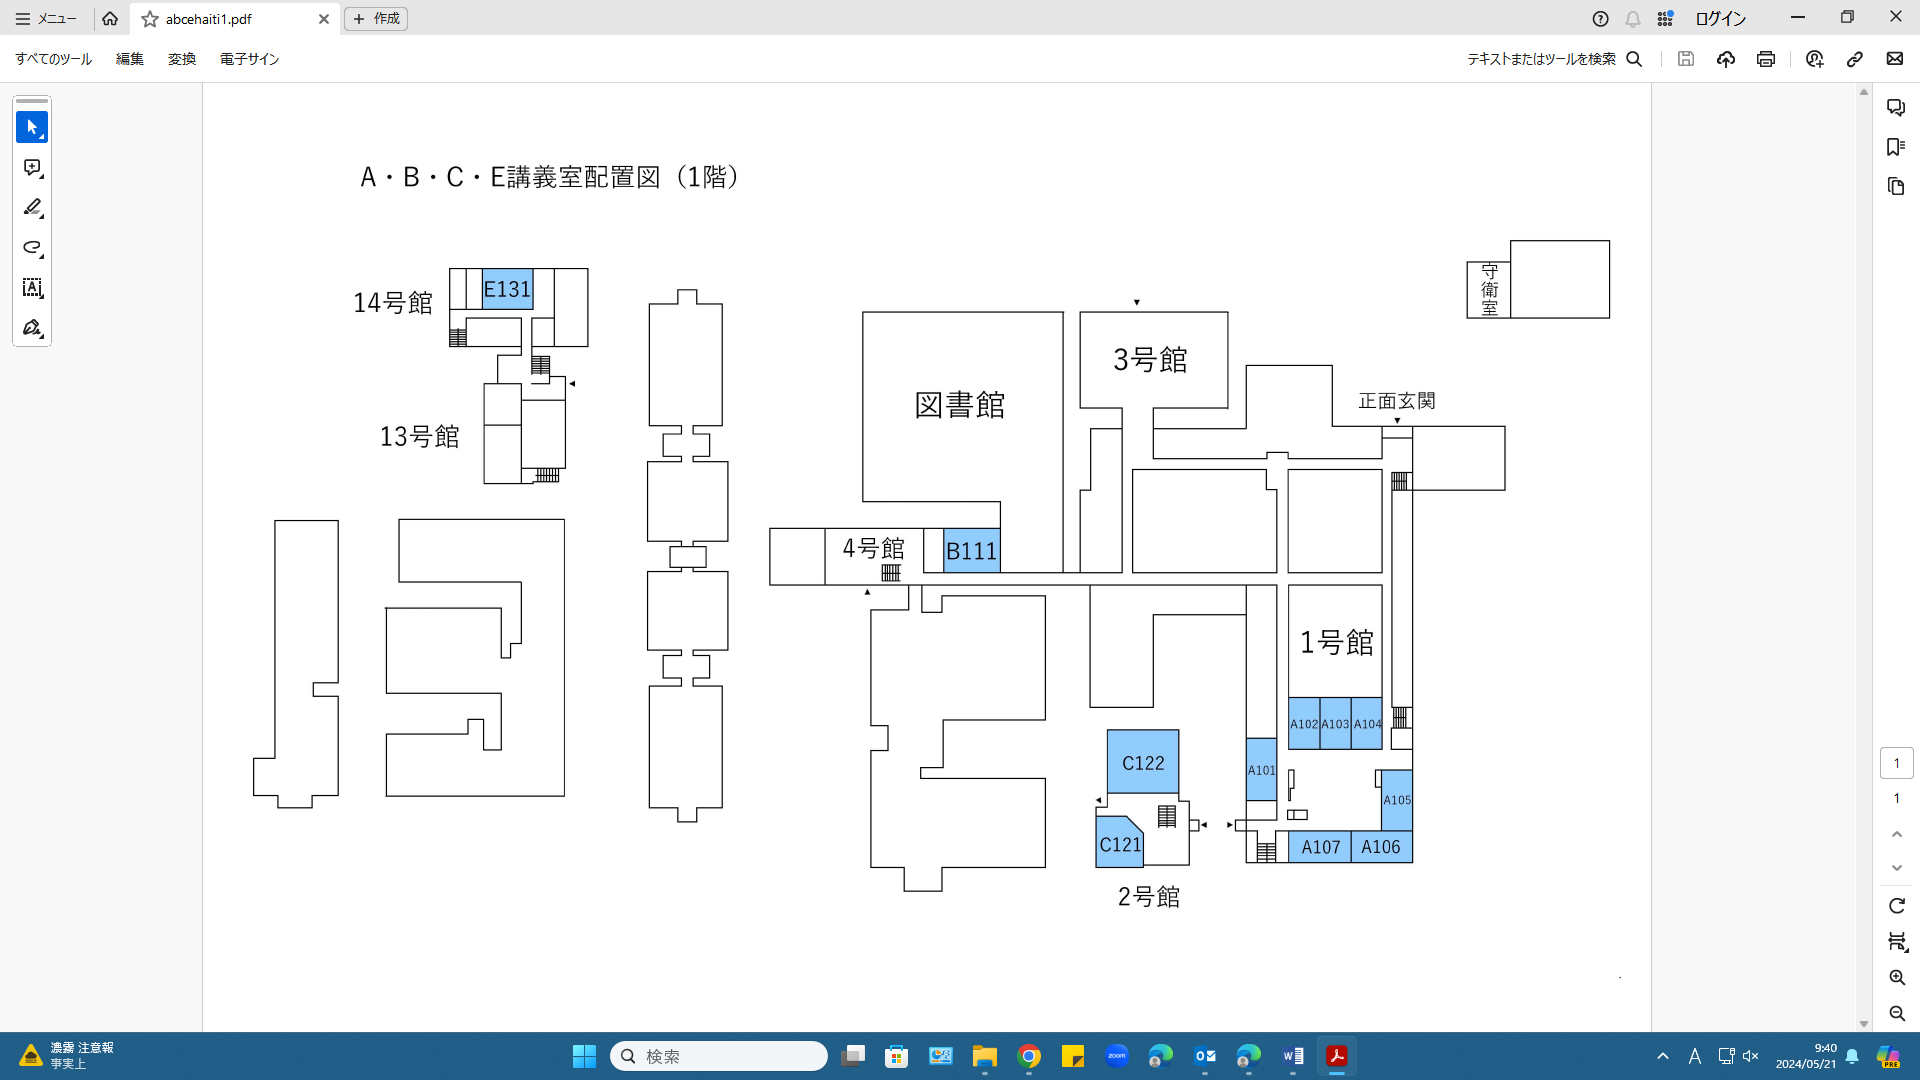 メニュー
abcehaiti1.pdf
作成
ログイン
すべてのツール 編集 変換 電子サイン
テキストまたはツールを検索
A・B・C・E講義室配置図（1階）
守衛室
14号館
E131
3号館
図書館
正面玄関
13号館
4号館
B111
1号館
A102 A103 A104
C122
A101
A105
C121
A107 A106
2号館
1
1
濃霧 注意報
事実上
検索
zoom
A
9:40
2024/05/21
PRE